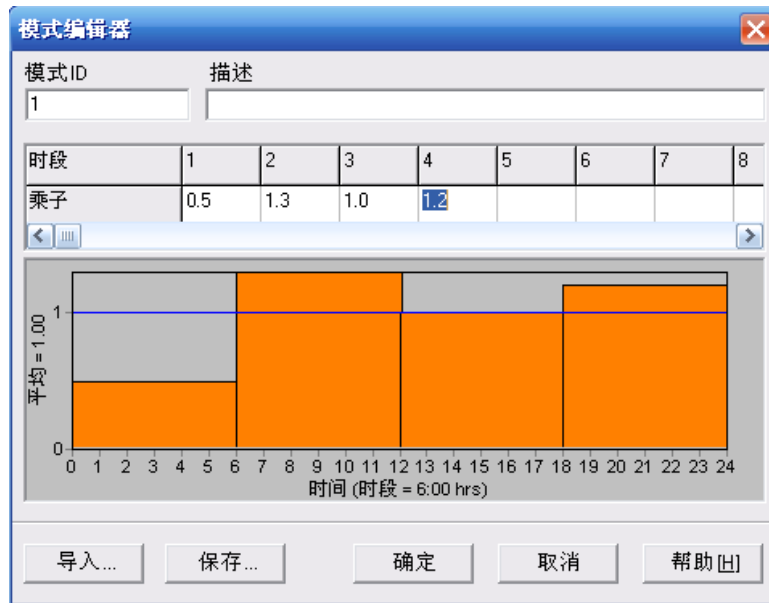 模式编辑器
模式ID 描述
1
时段 1 2 3 4 5 6 7 8
乘子 0.5 1.3 1.0 1.2
平均 = 1.00
1
0
0 1 2 3 4 5 6 7 8 9 10 11 12 13 14 15 16 17 18 19 20 21 22 23 24
时间 (时段 = 6:00 hrs)
导入... 保存... 确定 取消 帮助[H]